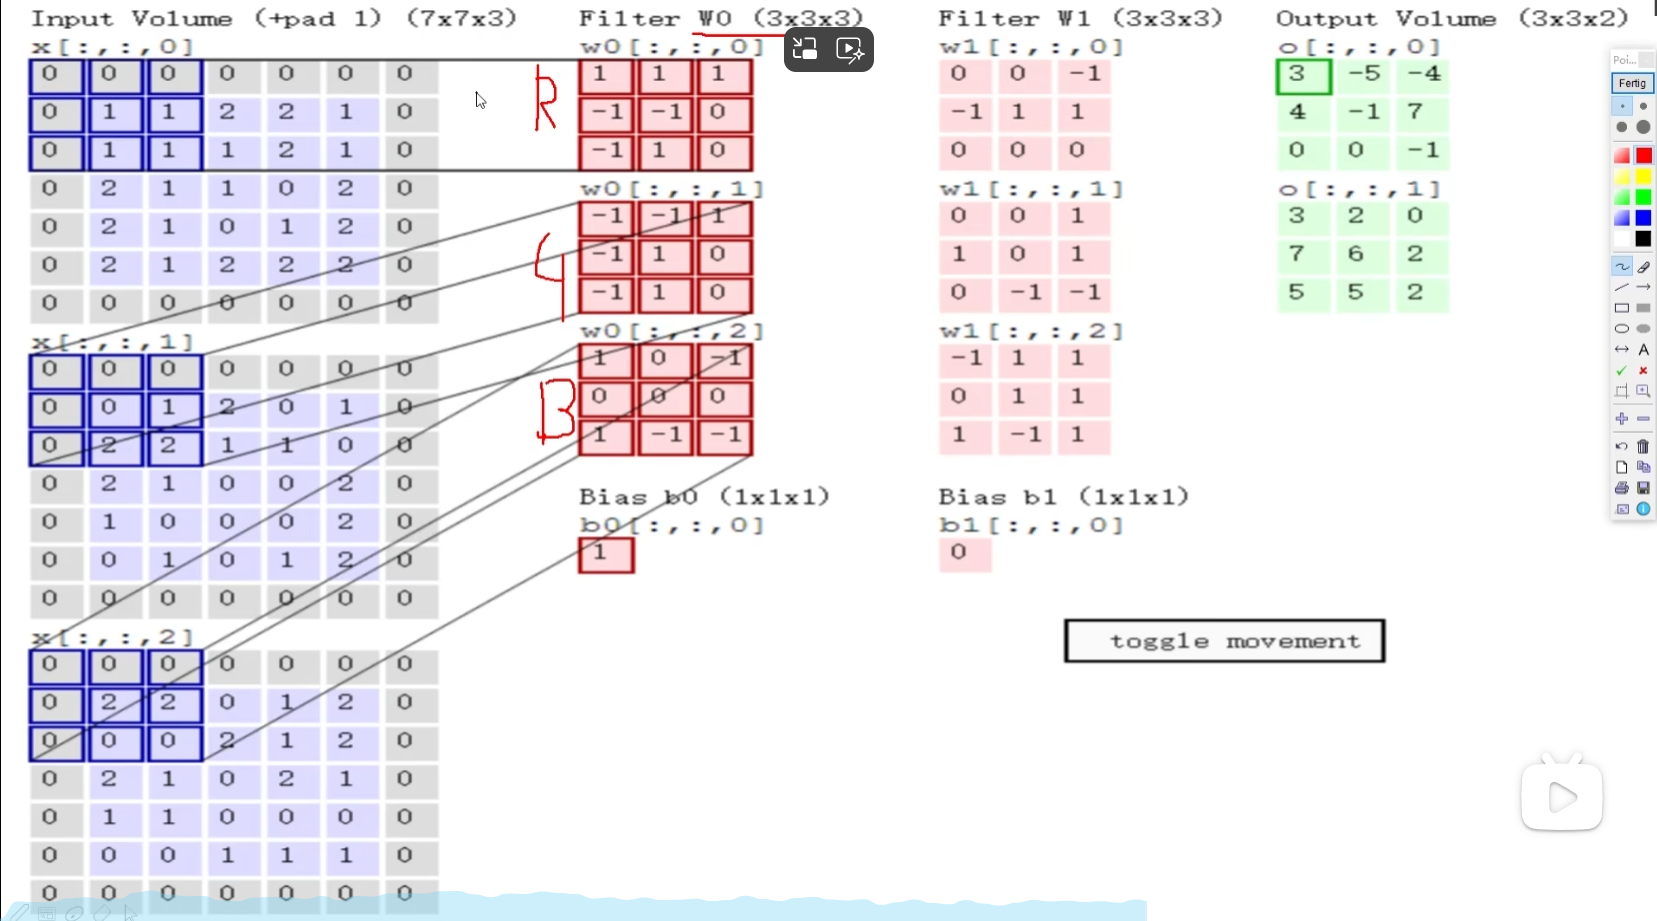 Input Volume (+pad 1) (7x7x3)
x[:,:,0]
0 0 0 0 0 0 0
0 1 1 2 2 1 0
0 1 1 1 2 1 0
0 2 1 1 0 2 0
0 2 1 0 1 2 0
0 2 1 2 2 2 0
0 0 0 0 0 0 0
x[:,:,1]
0 0 0 0 0 0 0
0 0 1 2 0 1 0
0 2 2 1 1 0 0
0 2 1 0 0 2 0
0 1 0 0 0 2 0
0 0 1 0 1 2 0
0 0 0 0 0 0 0
x[:,:,2]
0 0 0 0 0 0 0
0 2 2 0 1 2 0
0 0 0 2 1 2 0
0 2 1 0 2 1 0
0 1 1 0 0 0 0
0 0 0 1 1 1 0
0 0 0 0 0 0 0
Filter W0 (3x3x3)
w0[:,:,0]
R
1 1 1
-1 -1 0
-1 1 0
w0[:,:,1]
G
-1 -1 1
-1 1 0
-1 1 0
w0[:,:,2]
B
1 0 -1
0 0 0
1 -1 -1
Bias b0 (1x1x1)
b0[:,:,0]
1
Filter W1 (3x3x3)
w1[:,:,0]
0 0 -1
-1 1 1
0 0 0
w1[:,:,1]
0 0 1
1 0 1
0 -1 -1
w1[:,:,2]
-1 1 1
0 1 1
1 -1 1
Bias b1 (1x1x1)
b1[:,:,0]
0
toggle movement
Output Volume (3x3x2)
o[:,:,0]
3 -5 -4
4 -1 7
0 0 -1
o[:,:,1]
3 2 0
7 6 2
5 5 2
Poi...
Fertig
A